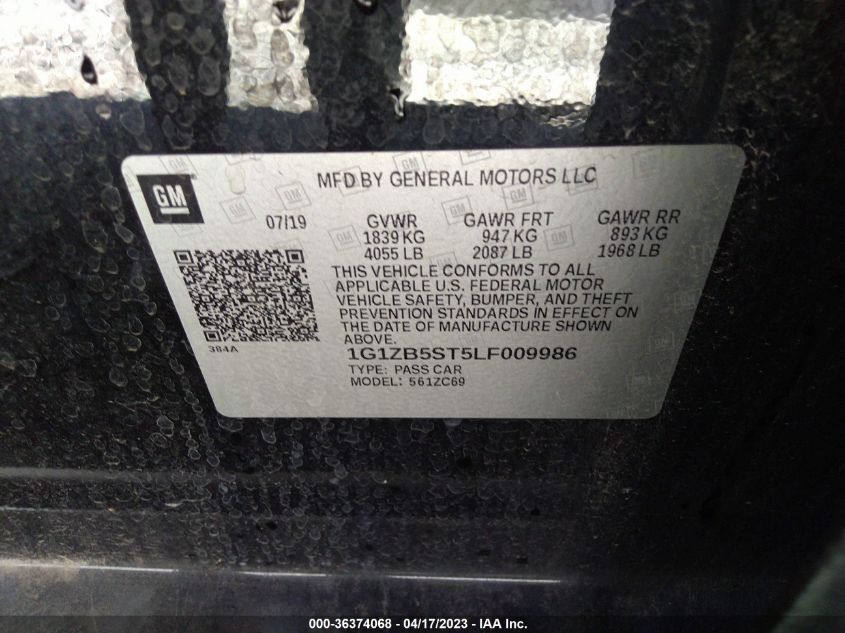 GM
MFD BY GENERAL MOTORS LLC
07/19 GVWR GAWR FRT GAWR RR
1839 KG 947 KG 893 KG
4055 LB 2087 LB 1968 LB
THIS VEHICLE CONFORMS TO ALL
APPLICABLE U.S. FEDERAL MOTOR
VEHICLE SAFETY, BUMPER, AND THEFT
PREVENTION STANDARDS IN EFFECT ON
THE DATE OF MANUFACTURE SHOWN
ABOVE.
384A
1G1ZB5ST5LF009986
TYPE: PASS CAR
MODEL: 561ZC69
000-36374068 - 04/17/2023 - IAA Inc.